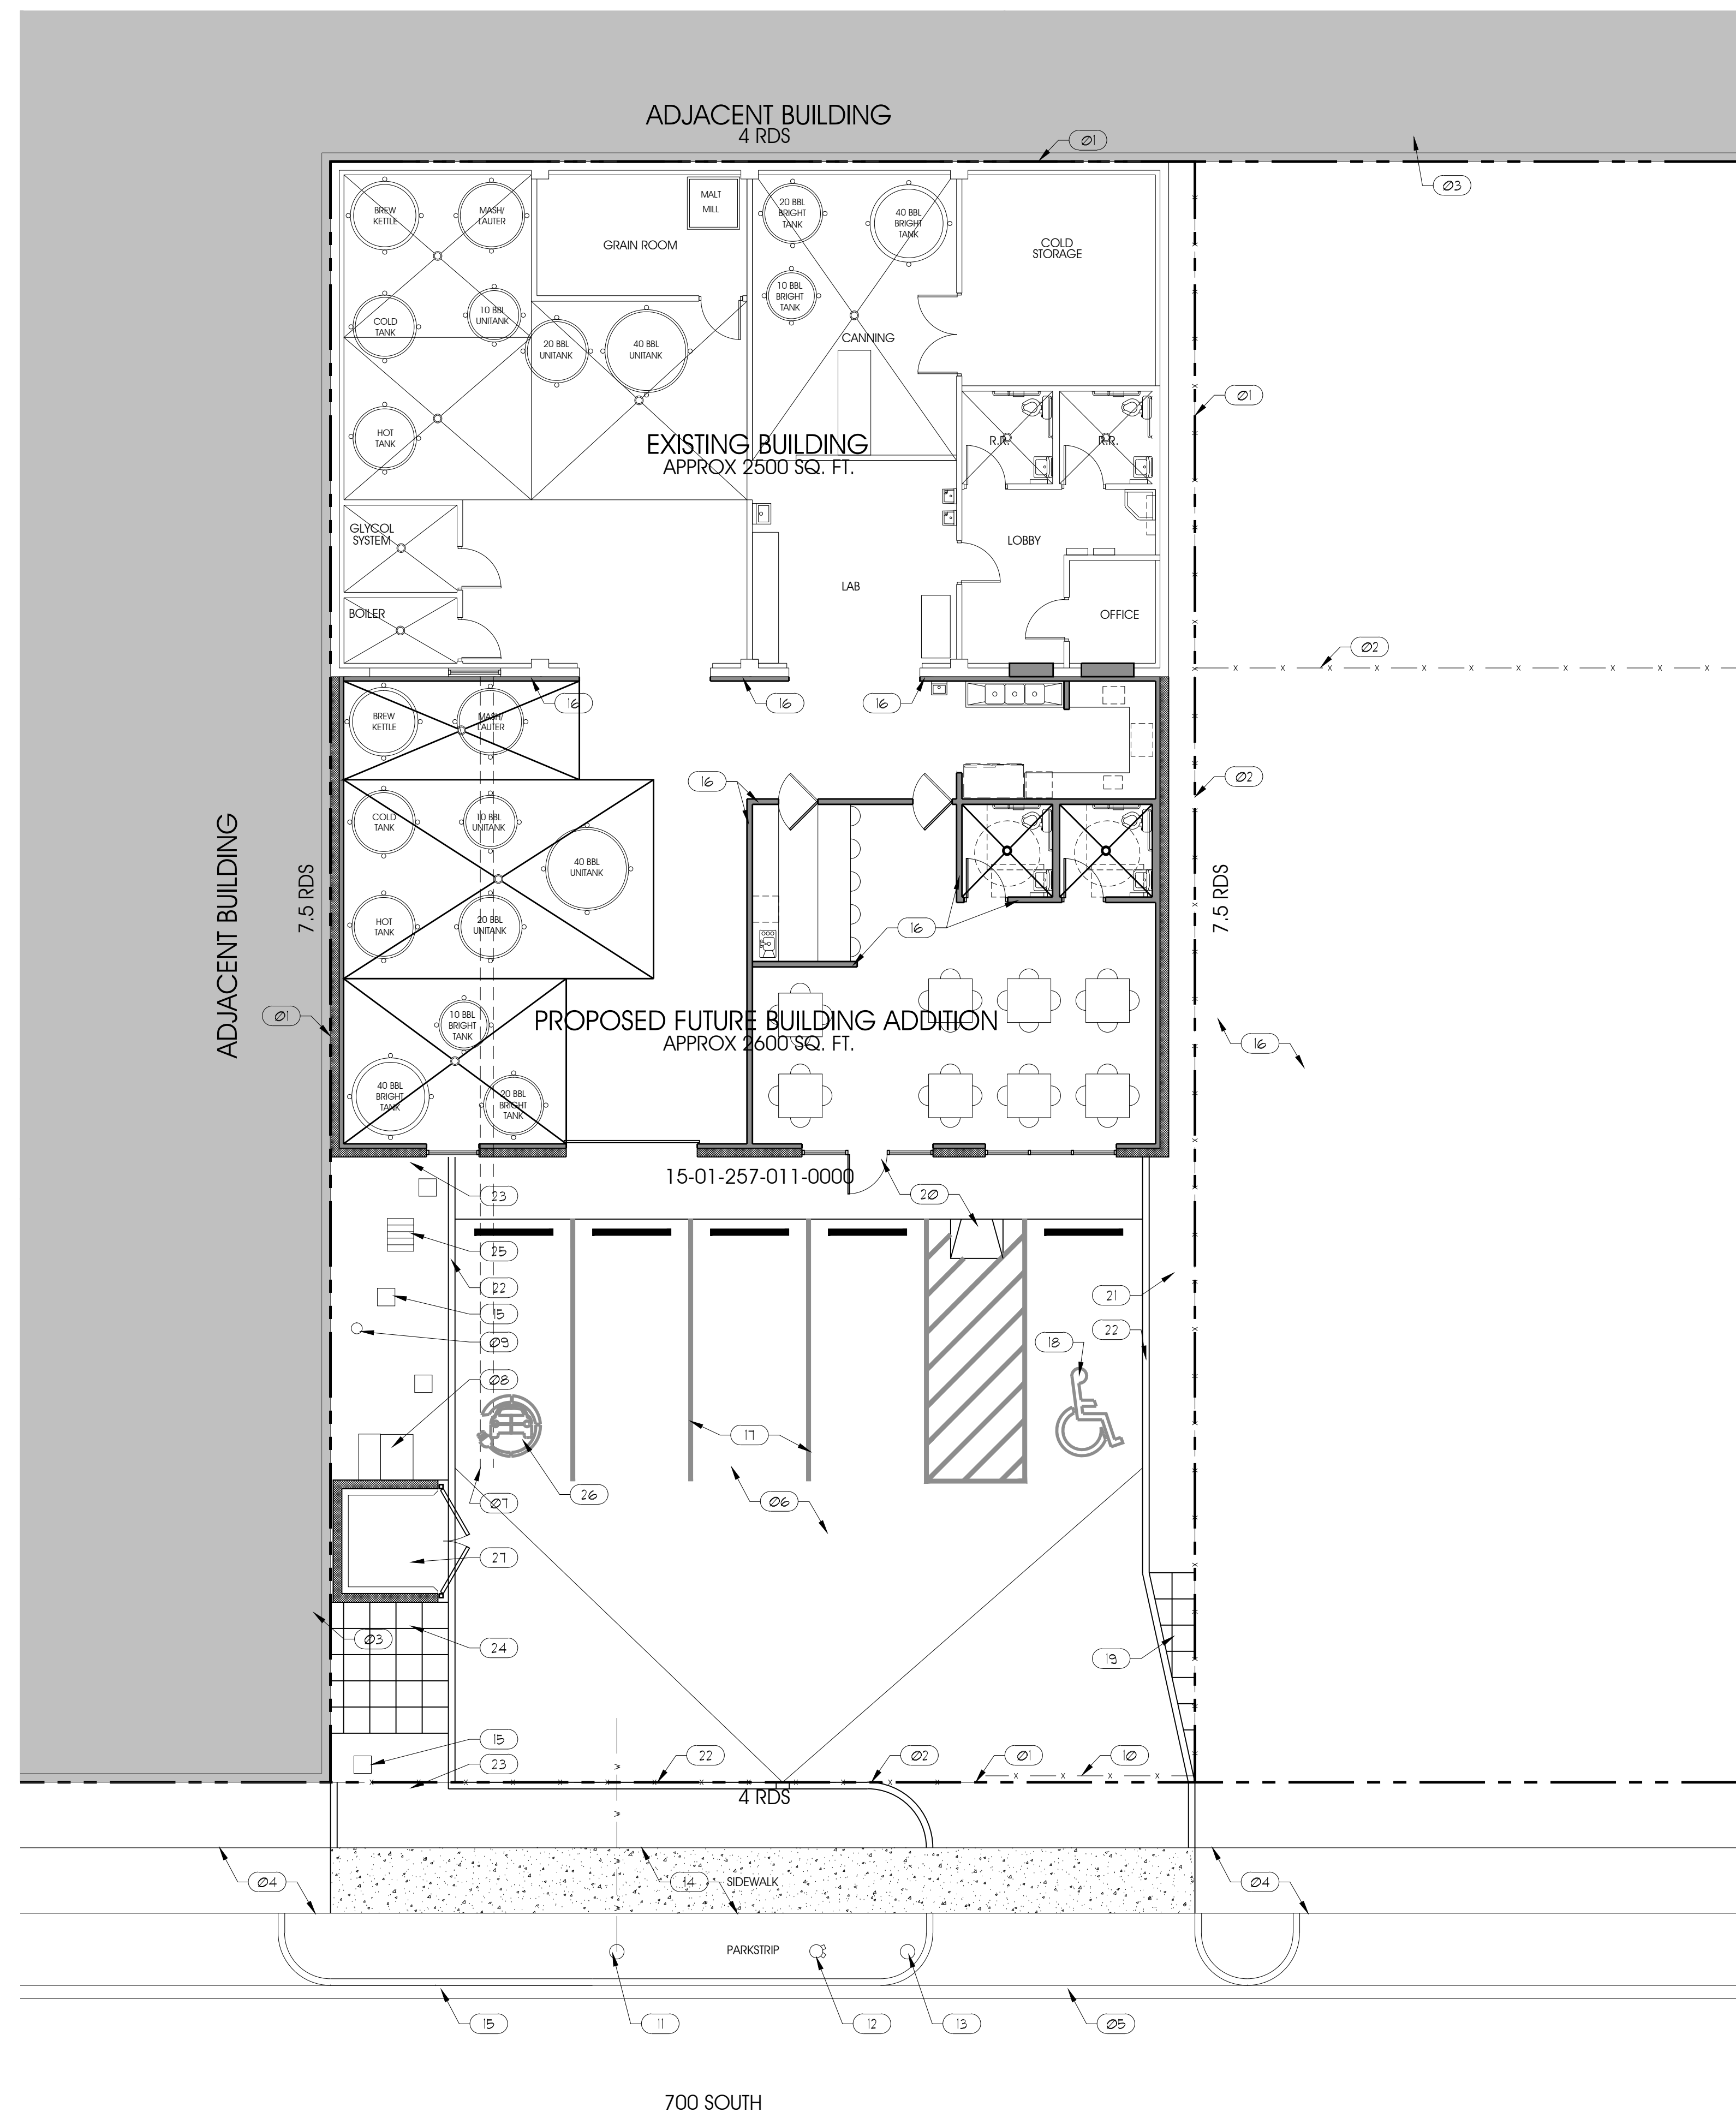 ADJACENT BUILDING
4 RDS
Ø1
Ø3
BREW
KETTLE
MASH/
LAUTER
MALT
MILL
GRAIN ROOM
20 BBL
BRIGHT
TANK
40 BBL
BRIGHT
TANK
COLD
STORAGE
10 BBL
BRIGHT
TANK
COLD
TANK
10 BBL
UNITANK
20 BBL
UNITANK
40 BBL
UNITANK
CANNING
Ø1
HOT
TANK
EXISTING BUILDING
APPROX 2500 SQ. FT.
R.R.
R.R.
GLYCOL
SYSTEM
LOBBY
LAB
BOILER
OFFICE
Ø2
16
16
16
BREW
KETTLE
MASH/
LAUTER
16
Ø2
COLD
TANK
10 BBL
UNITANK
40 BBL
UNITANK
ADJACENT BUILDING
7.5 RDS
7.5 RDS
HOT
TANK
20 BBL
UNITANK
16
10 BBL
BRIGHT
TANK
Ø1
PROPOSED FUTURE BUILDING ADDITION
APPROX 2600 SQ. FT.
16
40 BBL
BRIGHT
TANK
20 BBL
BRIGHT
TANK
15-01-257-011-0000
23
20
25
22
21
15
22
Ø9
18
Ø8
17
26
Ø7
Ø6
27
Ø3
24
19
15
23
22
Ø2
Ø1
10
4 RDS
Ø4
14
SIDEWALK
Ø4
PARKSTRIP
15
11
12
13
Ø5
700 SOUTH